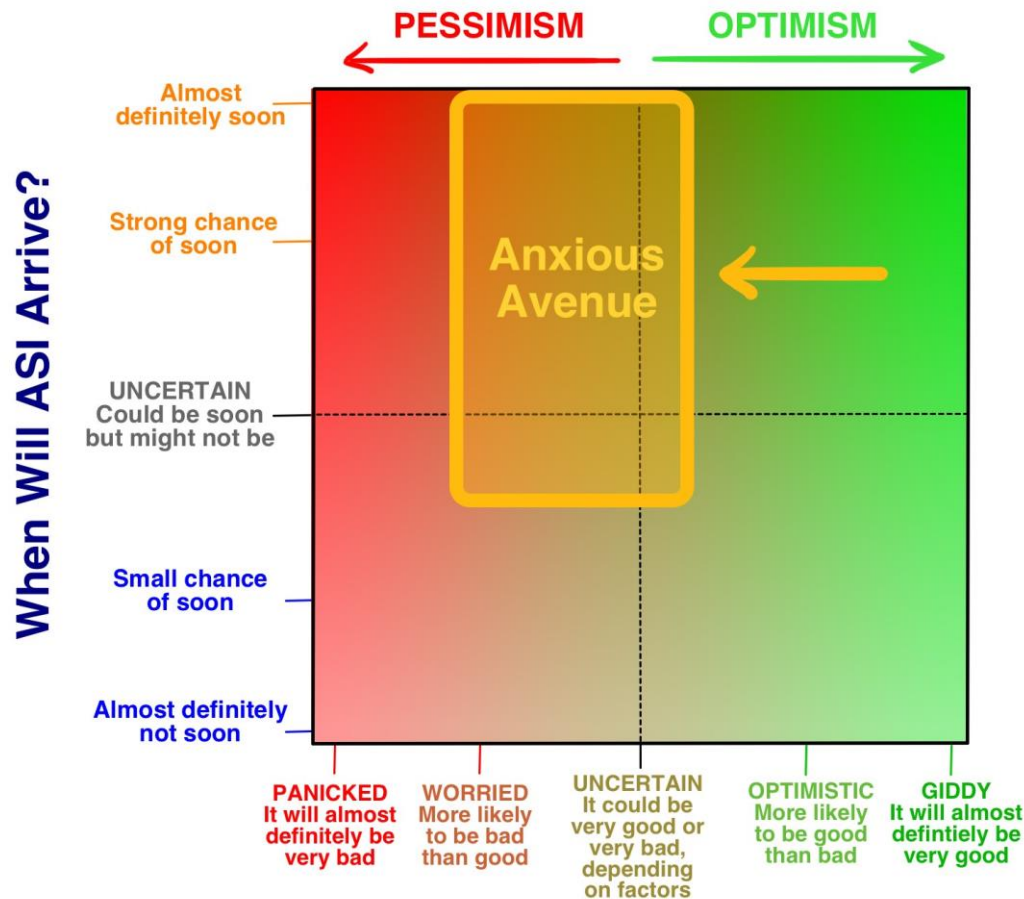 PESSIMISM
OPTIMISM
When Will ASI Arrive?
Almost
definitely soon
Strong chance
of soon
UNCERTAIN
Could be soon
but might not be
Small chance
of soon
Almost definitely
not soon
Anxious
Avenue
PANICKED
It will almost
definitely be
very bad
WORRIED
More likely
to be bad
than good
UNCERTAIN
It could be
very good or
very bad,
depending
on factors
OPTIMISTIC
More likely
to be good
than bad
GIDDY
It will almost
defintiely be
very good